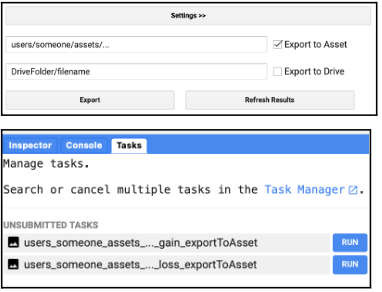 Settings >>
users/someone/assets/...
Export to Asset
DriveFolder/filename
Export to Drive
Export
Refresh Results
Inspector Console Tasks
Manage tasks.
Search or cancel multiple tasks in the Task Manager.
UNSUBMITTED TASKS
users_someone_assets_..._gain_exportToAsset RUN
users_someone_assets_..._loss_exportToAsset RUN